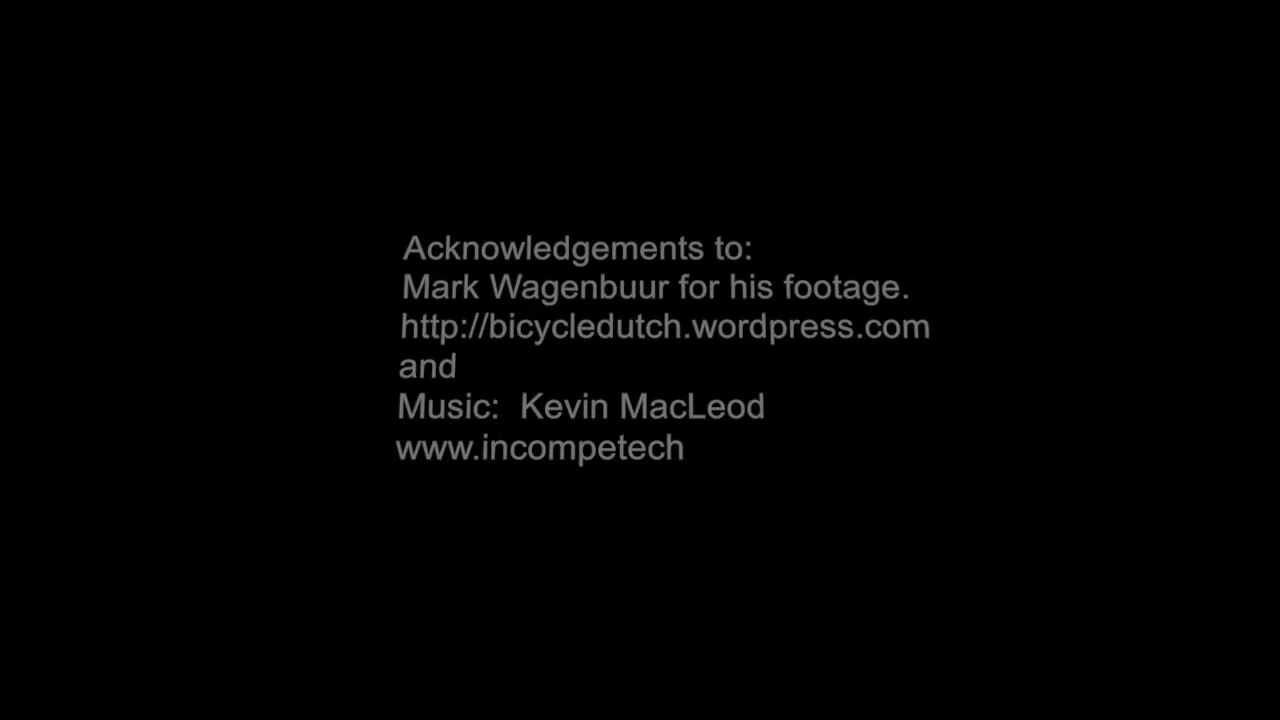 Acknowledgements to:
Mark Wagenbuur for his footage.
http://bicycledutch.wordpress.com
and
Music:  Kevin MacLeod
www.incompetech